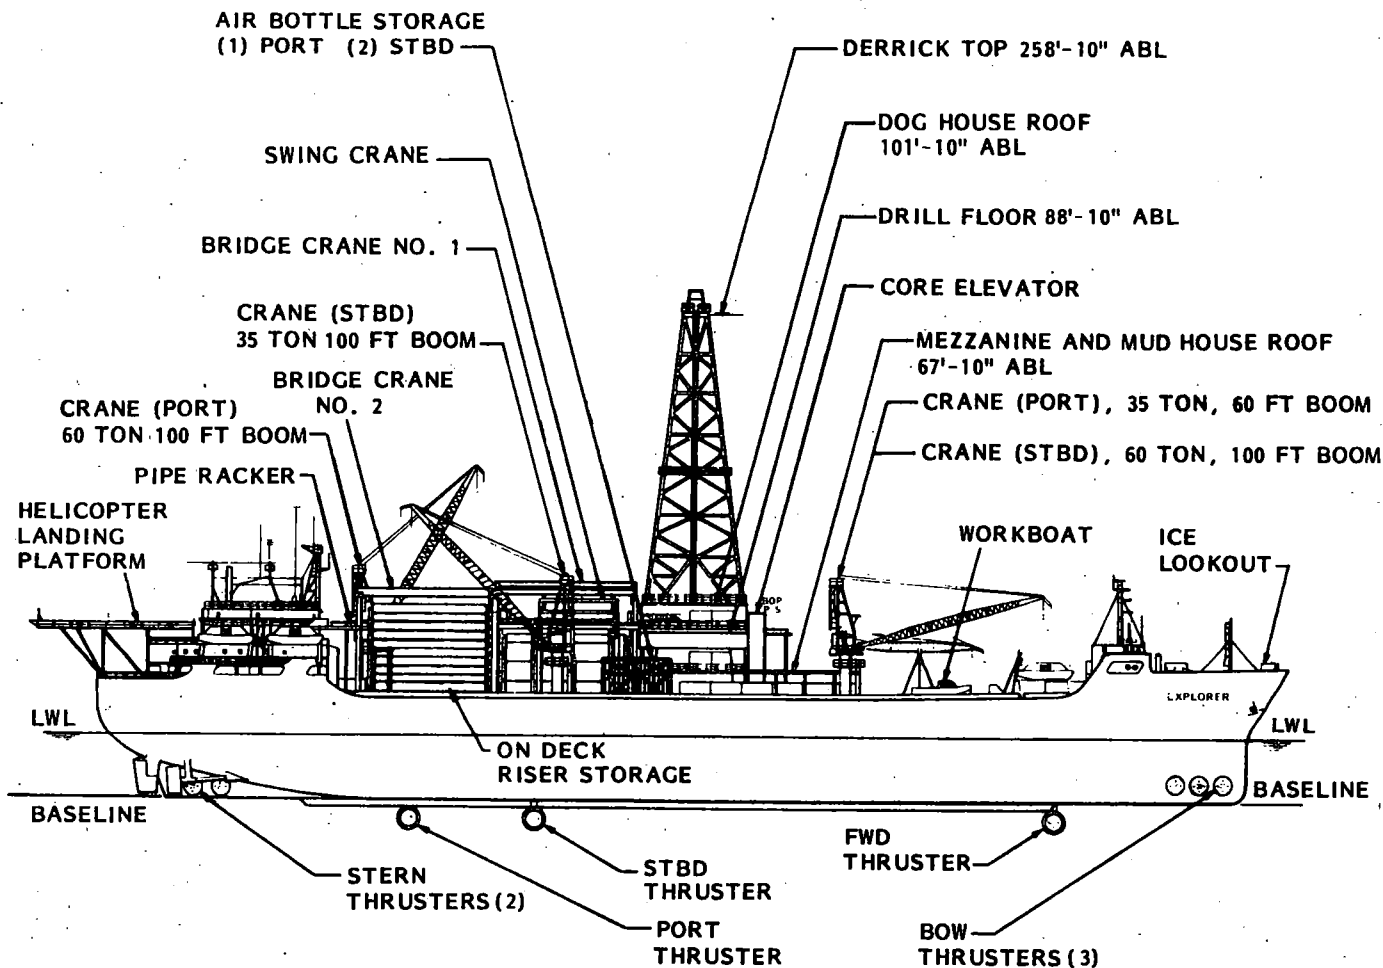 AIR BOTTLE STORAGE
(1) PORT (2) STBD
DERRICK TOP 258'-10" ABL
DOG HOUSE ROOF
101'-10" ABL
SWING CRANE
DRILL FLOOR 88'-10" ABL
BRIDGE CRANE NO. 1
CORE ELEVATOR
CRANE (STBD)
35 TON 100 FT BOOM
MEZZANINE AND MUD HOUSE ROOF
67'-10" ABL
BRIDGE CRANE
NO. 2
CRANE (PORT)
60 TON 100 FT BOOM
CRANE (PORT), 35 TON, 60 FT BOOM
CRANE (STBD), 60 TON, 100 FT BOOM
PIPE RACKER
HELICOPTER
LANDING
PLATFORM
WORKBOAT
ICE
LOOKOUT
BOP
P S
EXPLORER
LWL
LWL
ON DECK
RISER STORAGE
BASELINE
BASELINE
STERN
THRUSTERS (2)
STBD
THRUSTER
FWD
THRUSTER
PORT
THRUSTER
BOW
THRUSTERS (3)